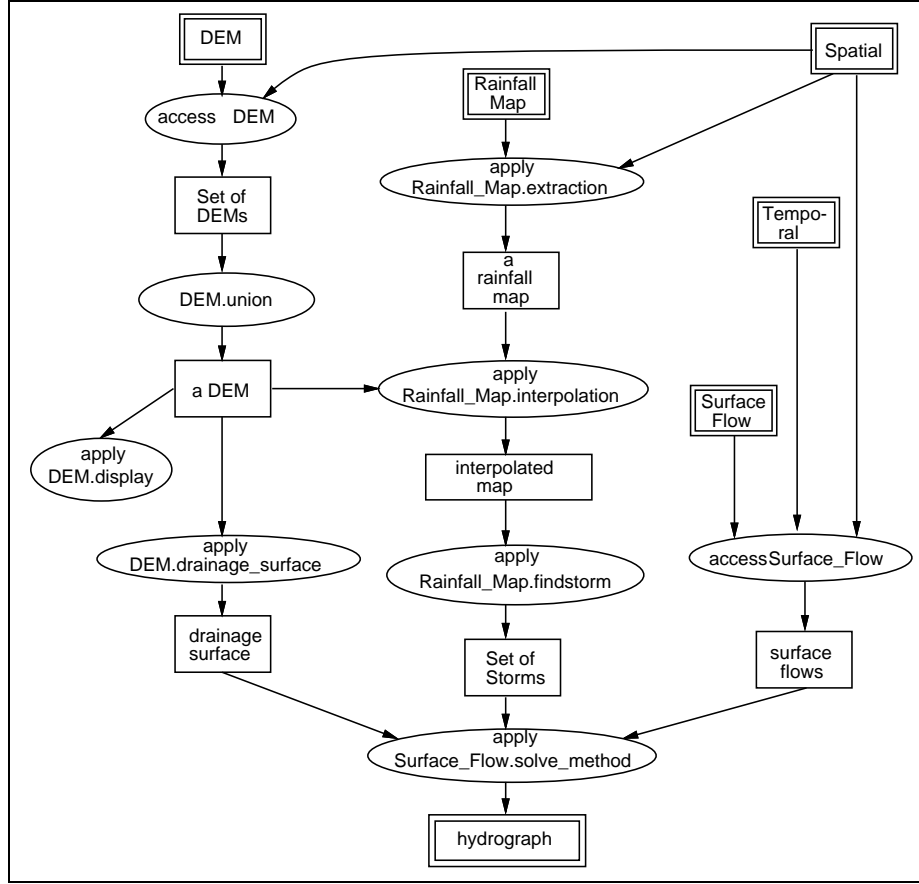 DEM
Spatial
Rainfall
Map
access DEM
apply
Rainfall_Map.extraction
Set of
DEMs
Tempo-
ral
a
rainfall
map
DEM.union
a DEM
apply
Rainfall_Map.interpolation
Surface
Flow
apply
DEM.display
interpolated
map
apply
DEM.drainage_surface
apply
Rainfall_Map.findstorm
accessSurface_Flow
drainage
surface
Set of
Storms
surface
flows
apply
Surface_Flow.solve_method
hydrograph